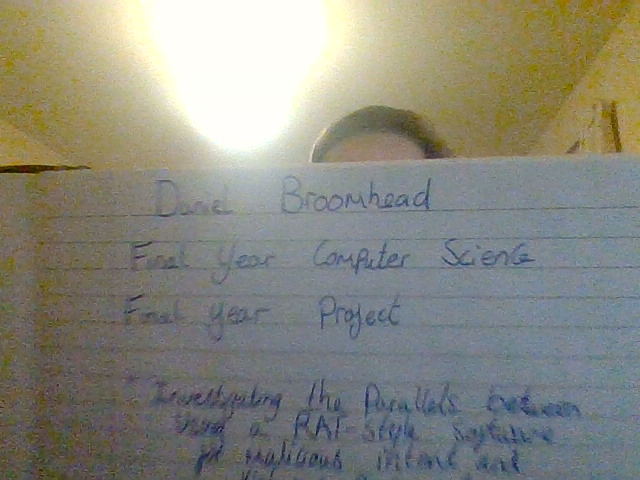 Daniel Broomhead
Final Year Computer Science
Final Year Project
"Investigating the Parallels between
Using a RAT-Style Software
for malicious intent and